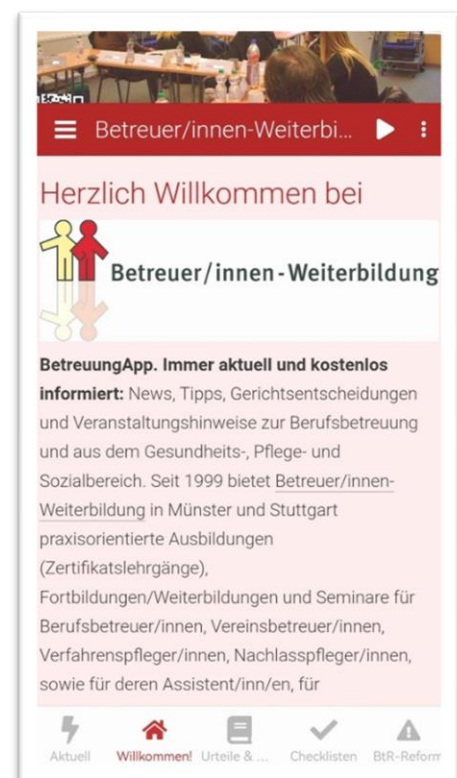 Betreuer/innen-Weiterbi...
Herzlich Willkommen bei
Betreuer/innen-Weiterbildung
BetreuungApp. Immer aktuell und kostenlos
informiert: News, Tipps, Gerichtsentscheidungen
und Veranstaltungshinweise zur Berufsbetreuung
und aus dem Gesundheits-, Pflege- und
Sozialbereich. Seit 1999 bietet Betreuer/innen-
Weiterbildung in Münster und Stuttgart
praxisorientierte Ausbildungen
(Zertifikatslehrgänge),
Fortbildungen/Weiterbildungen und Seminare für
Berufsbetreuer/innen, Vereinsbetreuer/innen,
Verfahrenspfleger/innen, Nachlasspfleger/innen,
sowie für deren Assistent/inn/en, für
Aktuell Willkommen! Urteile & ... Checklisten BtR-Reform